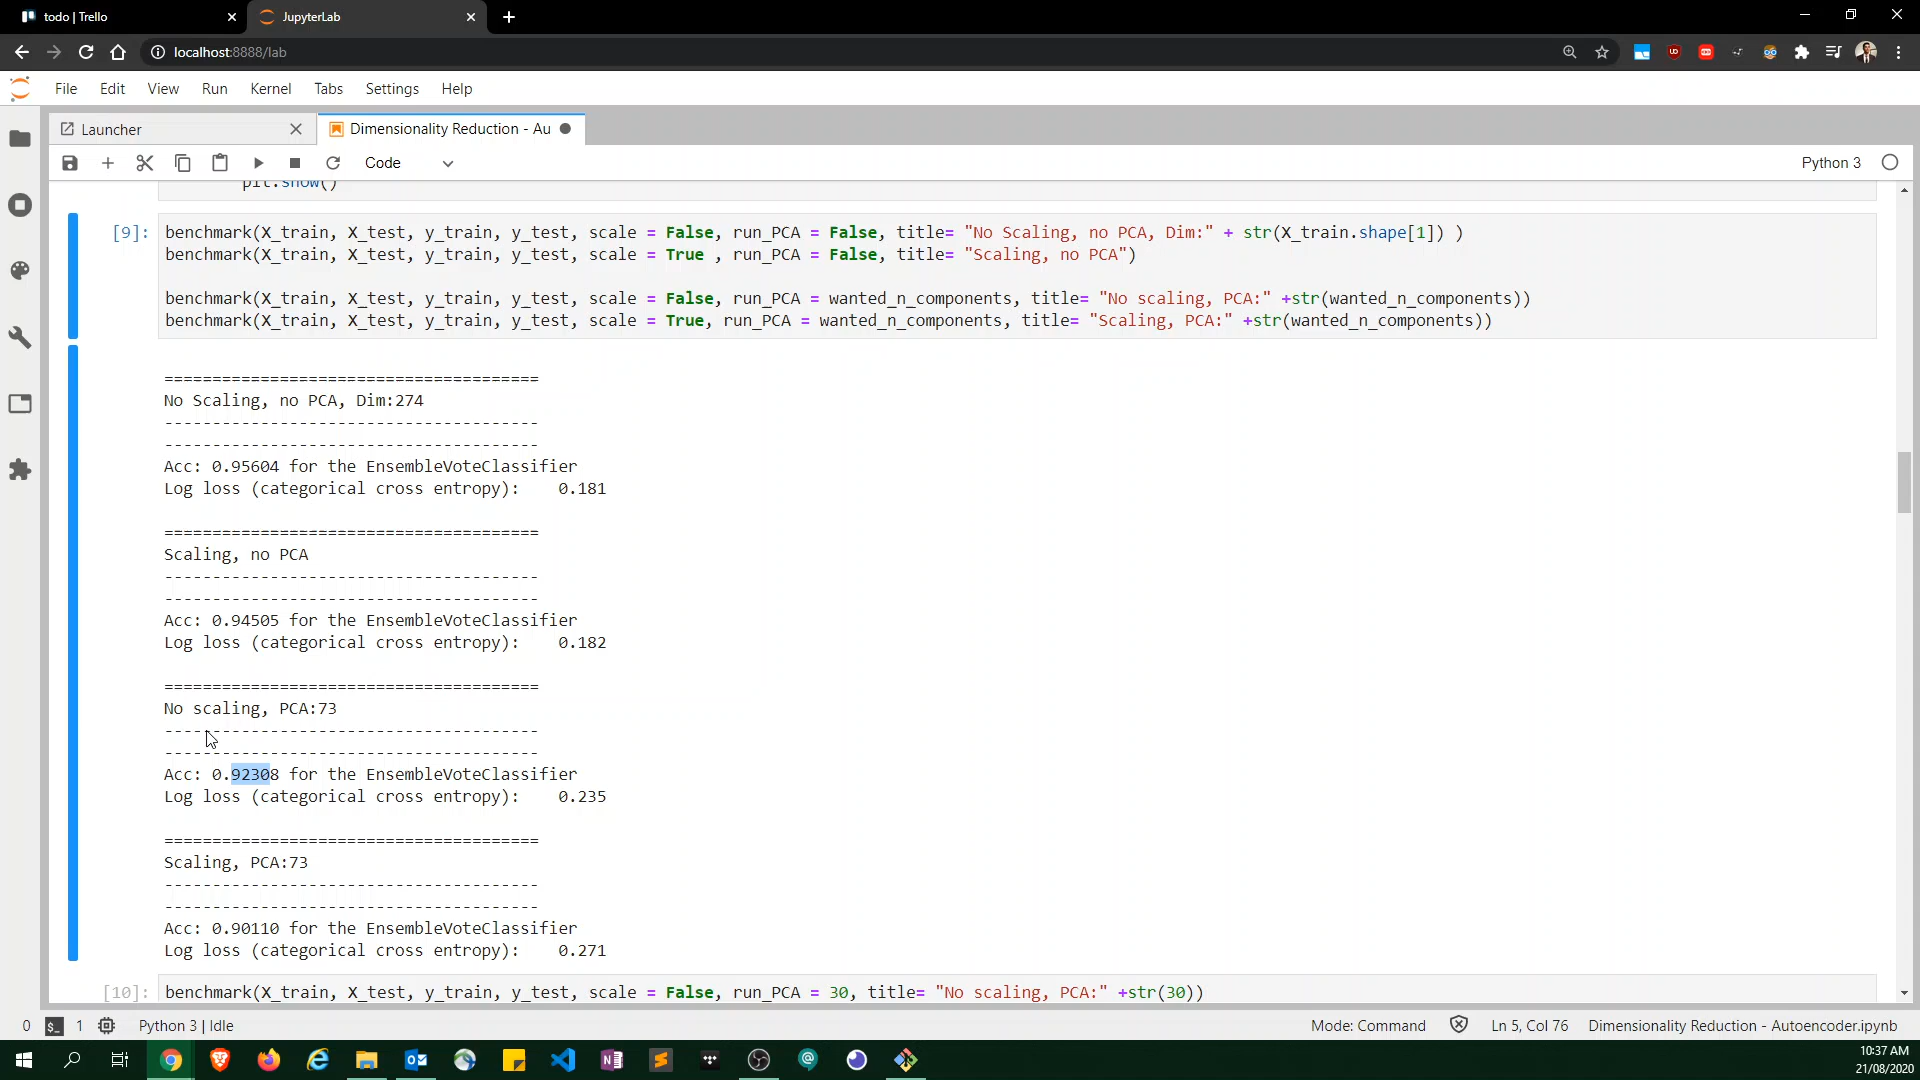 todo | Trello
JupyterLab
localhost:8888/lab
File Edit View Run Kernel Tabs Settings Help
Launcher
Dimensionality Reduction - Au
Code
Python 3
plt.show()
[9]:
benchmark(X_train, X_test, y_train, y_test, scale = False, run_PCA = False, title= "No Scaling, no PCA, Dim:" + str(X_train.shape[1]) )
benchmark(X_train, X_test, y_train, y_test, scale = True , run_PCA = False, title= "Scaling, no PCA")
benchmark(X_train, X_test, y_train, y_test, scale = False, run_PCA = wanted_n_components, title= "No scaling, PCA:" +str(wanted_n_components))
benchmark(X_train, X_test, y_train, y_test, scale = True, run_PCA = wanted_n_components, title= "Scaling, PCA:" +str(wanted_n_components))
=======================================
No Scaling, no PCA, Dim:274
---------------------------------------
---------------------------------------
Acc: 0.95604 for the EnsembleVoteClassifier
Log loss (categorical cross entropy):    0.181
=======================================
Scaling, no PCA
---------------------------------------
---------------------------------------
Acc: 0.94505 for the EnsembleVoteClassifier
Log loss (categorical cross entropy):    0.182
=======================================
No scaling, PCA:73
---------------------------------------
---------------------------------------
Acc: 0.92308 for the EnsembleVoteClassifier
Log loss (categorical cross entropy):    0.235
=======================================
Scaling, PCA:73
---------------------------------------
---------------------------------------
Acc: 0.90110 for the EnsembleVoteClassifier
Log loss (categorical cross entropy):    0.271
[10]:
benchmark(X_train, X_test, y_train, y_test, scale = False, run_PCA = 30, title= "No scaling, PCA:" +str(30))
0 $_ 1 Python 3 | Idle
Mode: Command Ln 5, Col 76 Dimensionality Reduction - Autoencoder.ipynb
10:37 AM
21/08/2020